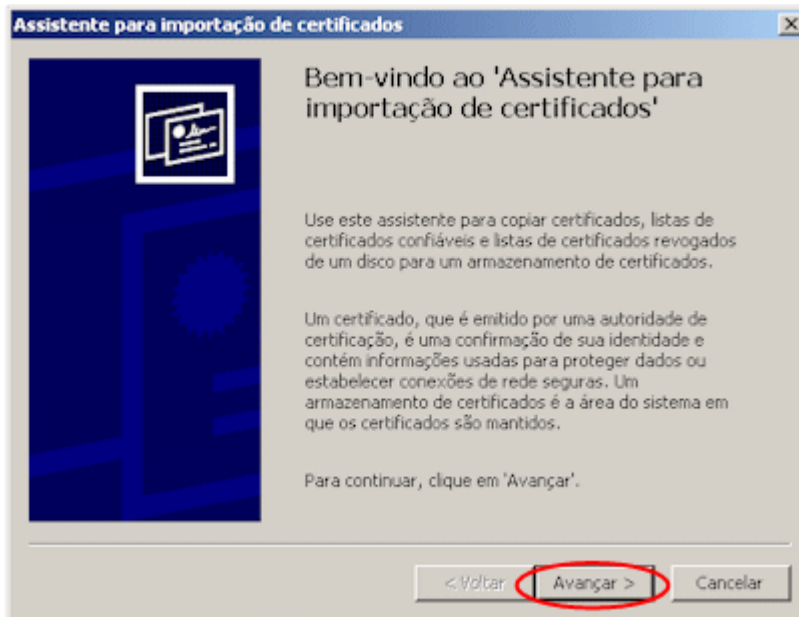 Assistente para importação de certificados
Bem-vindo ao 'Assistente para
importação de certificados'
Use este assistente para copiar certificados, listas de
certificados confiáveis e listas de certificados revogados
de um disco para um armazenamento de certificados.
Um certificado, que é emitido por uma autoridade de
certificação, é uma confirmação de sua identidade e
contém informações usadas para proteger dados ou
estabelecer conexões de rede seguras. Um
armazenamento de certificados é a área do sistema em
que os certificados são mantidos.
Para continuar, clique em 'Avançar'.
< Voltar Avançar > Cancelar